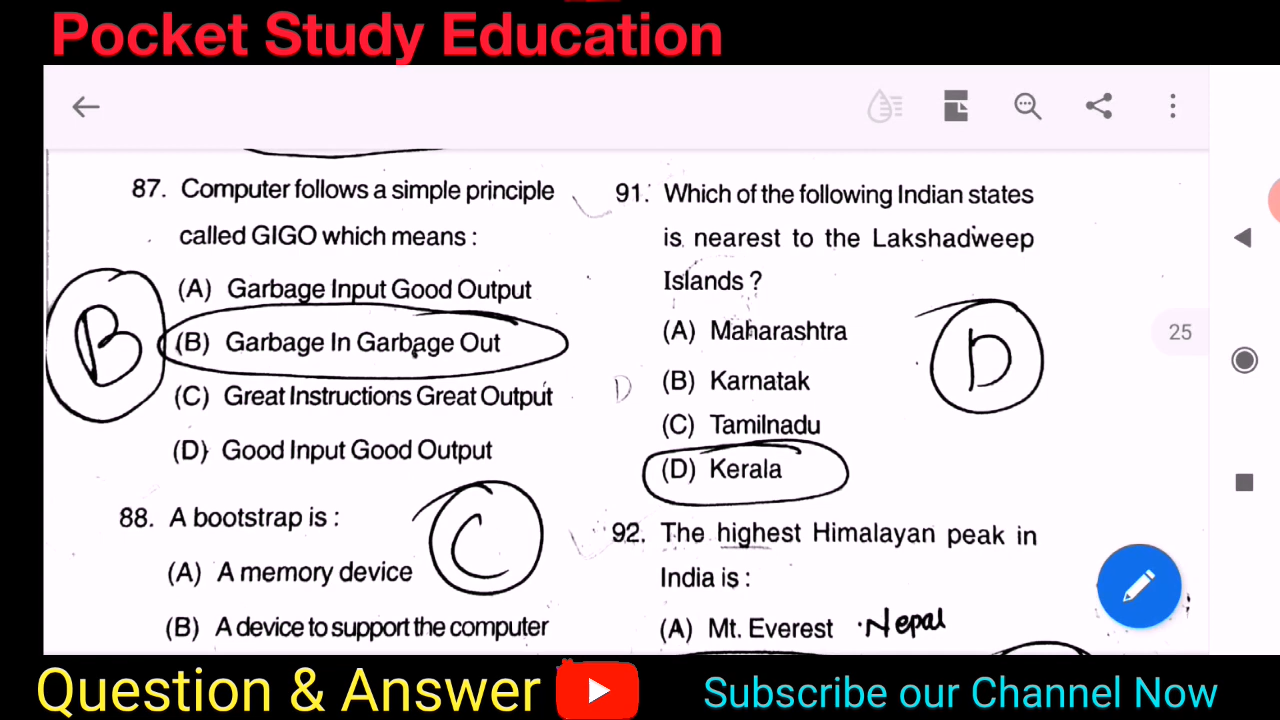 Pocket Study Education
87. Computer follows a simple principle
called GIGO which means :
(A) Garbage Input Good Output
(B) Garbage In Garbage Out
(C) Great Instructions Great Output
(D) Good Input Good Output
B
88. A bootstrap is :
C
(A) A memory device
(B) A device to support the computer
91. Which of the following Indian states
is nearest to the Lakshadweep
Islands ?
(A) Maharashtra
(B) Karnatak
(C) Tamilnadu
(D) Kerala
D
D
92. The highest Himalayan peak in
India is :
(A) Mt. Everest Nepal
25
Question & Answer
Subscribe our Channel Now